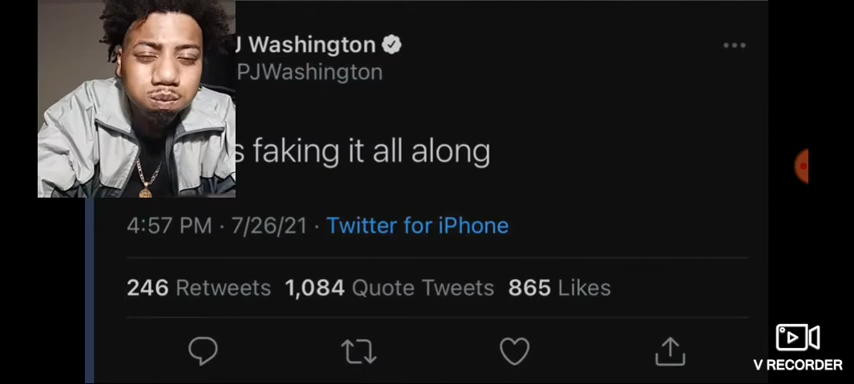 J Washington
PJWashington
s faking it all along
4:57 PM · 7/26/21 · Twitter for iPhone
246 Retweets 1,084 Quote Tweets 865 Likes
V RECORDER